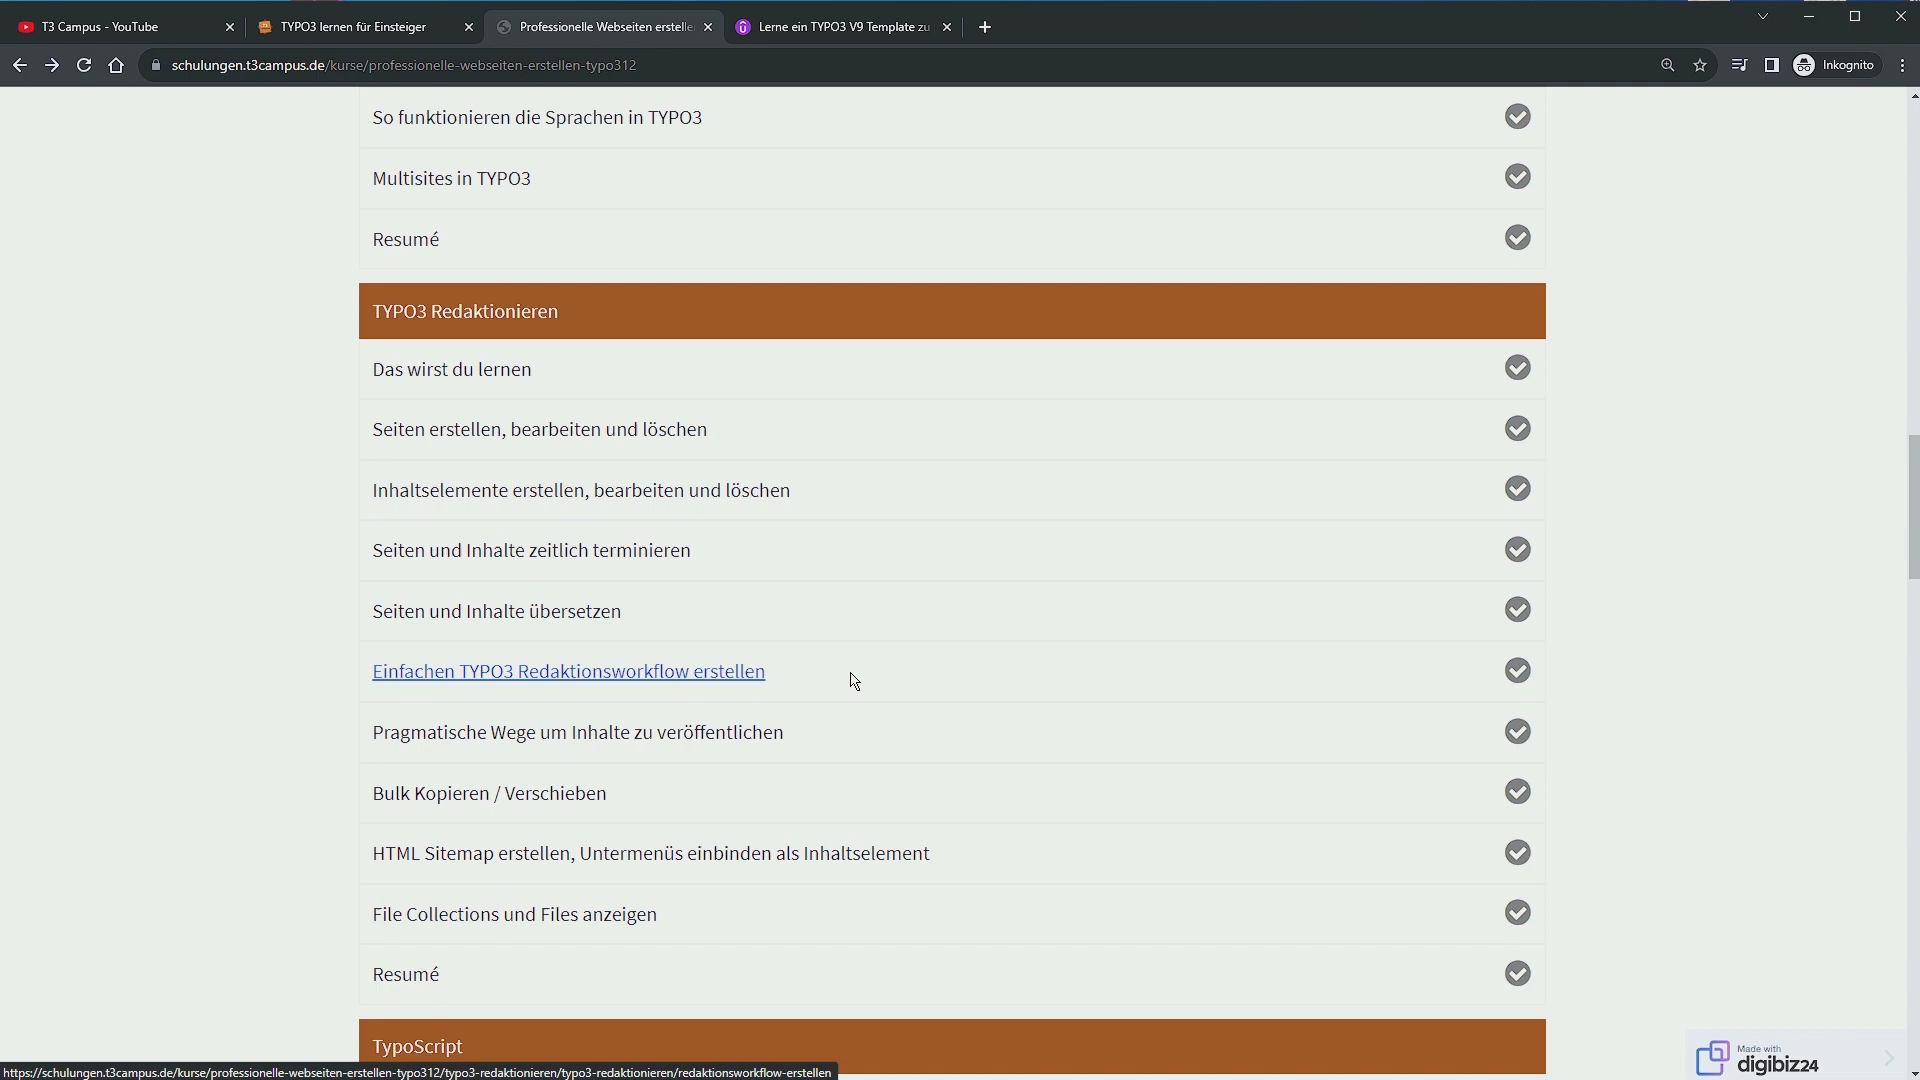 T3 Campus - YouTube
TYPO3 lernen für Einsteiger
Professionelle Webseiten erstelle
Lerne ein TYPO3 V9 Template zu
schulungen.t3campus.de/kurse/professionelle-webseiten-erstellen-typo312
Inkognito
So funktionieren die Sprachen in TYPO3
Multisites in TYPO3
Resumé
TYPO3 Redaktionieren
Das wirst du lernen
Seiten erstellen, bearbeiten und löschen
Inhaltselemente erstellen, bearbeiten und löschen
Seiten und Inhalte zeitlich terminieren
Seiten und Inhalte übersetzen
Einfachen TYPO3 Redaktionsworkflow erstellen
Pragmatische Wege um Inhalte zu veröffentlichen
Bulk Kopieren / Verschieben
HTML Sitemap erstellen, Untermenüs einbinden als Inhaltselement
File Collections und Files anzeigen
Resumé
TypoScript
Made with
digibiz24
https://schulungen.t3campus.de/kurse/professionelle-webseiten-erstellen-typo312/typo3-redaktionieren/typo3-redaktionieren/redaktionsworkflow-erstellen